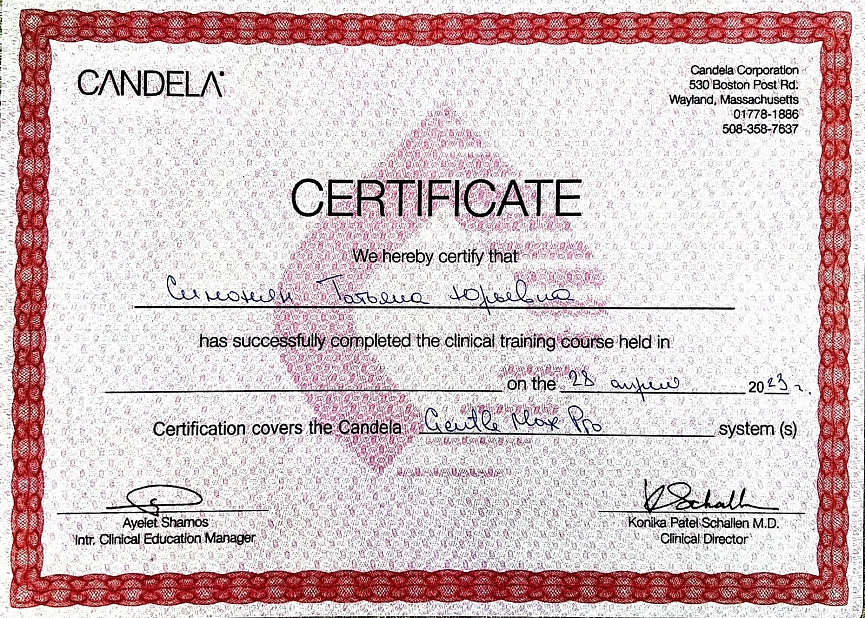 CANDELA
Candela Corporation
530 Boston Post Rd.
Wayland, Massachusetts
01778-1886
508-358-7637
CERTIFICATE
We hereby certify that
Симонян Татьяна Юрьевна
has successfully completed the clinical training course held in
on the 28 апреля 2023 г.
Certification covers the Candela Gentle Max Pro system (s)
Ayelet Shamos
Intr. Clinical Education Manager
Konika Patel Schallen M.D.
Clinical Director